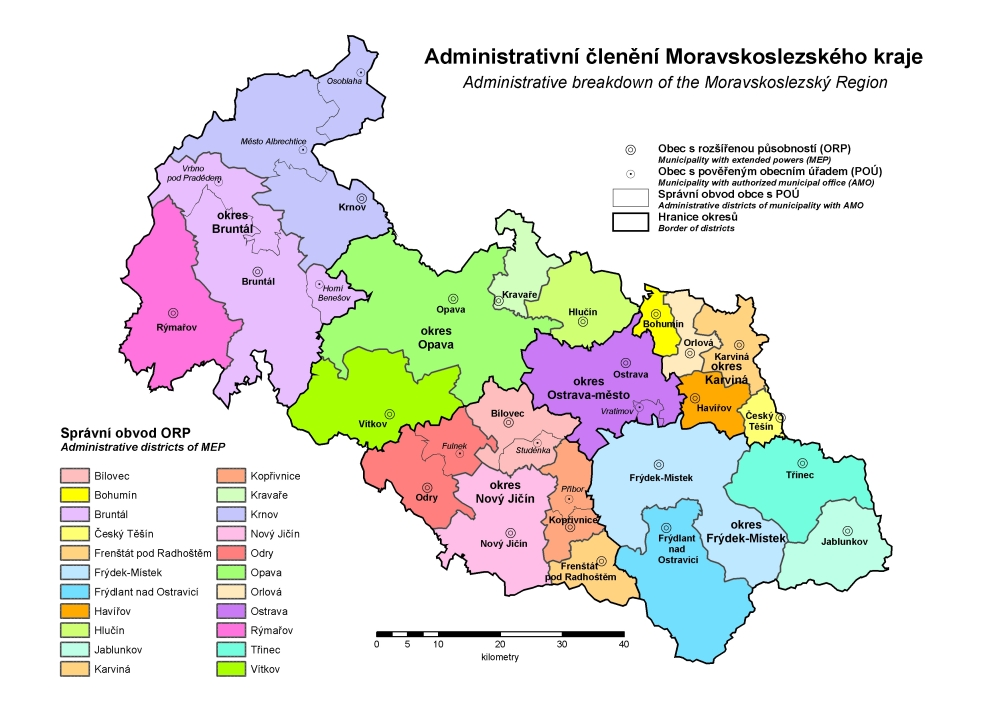 Administrativní členění Moravskoslezského kraje
Administrative breakdown of the Moravskoslezský Region
Obec s rozšířenou působností (ORP)
Municipality with extended powers (MEP)
Obec s pověřeným obecním úřadem (POÚ)
Municipality with authorized municipal office (AMO)
Správní obvod obce s POÚ
Administrative districts of municipality with AMO
Hranice okresů
Border of districts
Osoblaha
Město Albrechtice
Vrbno
pod Pradědem
Krnov
okres
Bruntál
Bruntál
Horní
Benešov
Rýmařov
Kravaře
Opava
Hlučín
okres
Opava
Bohumín
Orlová
Karviná
okres
Karviná
Ostrava
okres
Ostrava-město
Vratimov
Havířov
Český
Těšín
Bílovec
Vítkov
Studénka
Fulnek
Odry
okres
Nový Jičín
Příbor
Kopřivnice
Nový Jičín
Frenštát
pod Radhoštěm
Frýdek-Místek
Třinec
okres
Frýdek-Místek
Frýdlant
nad
Ostravicí
Jablunkov
Správní obvod ORP
Administrative districts of MEP
Bílovec
Bohumín
Bruntál
Český Těšín
Frenštát pod Radhoštěm
Frýdek-Místek
Frýdlant nad Ostravicí
Havířov
Hlučín
Jablunkov
Karviná
Kopřivnice
Kravaře
Krnov
Nový Jičín
Odry
Opava
Orlová
Ostrava
Rýmařov
Třinec
Vítkov
0 5 10 20 30 40
kilometry